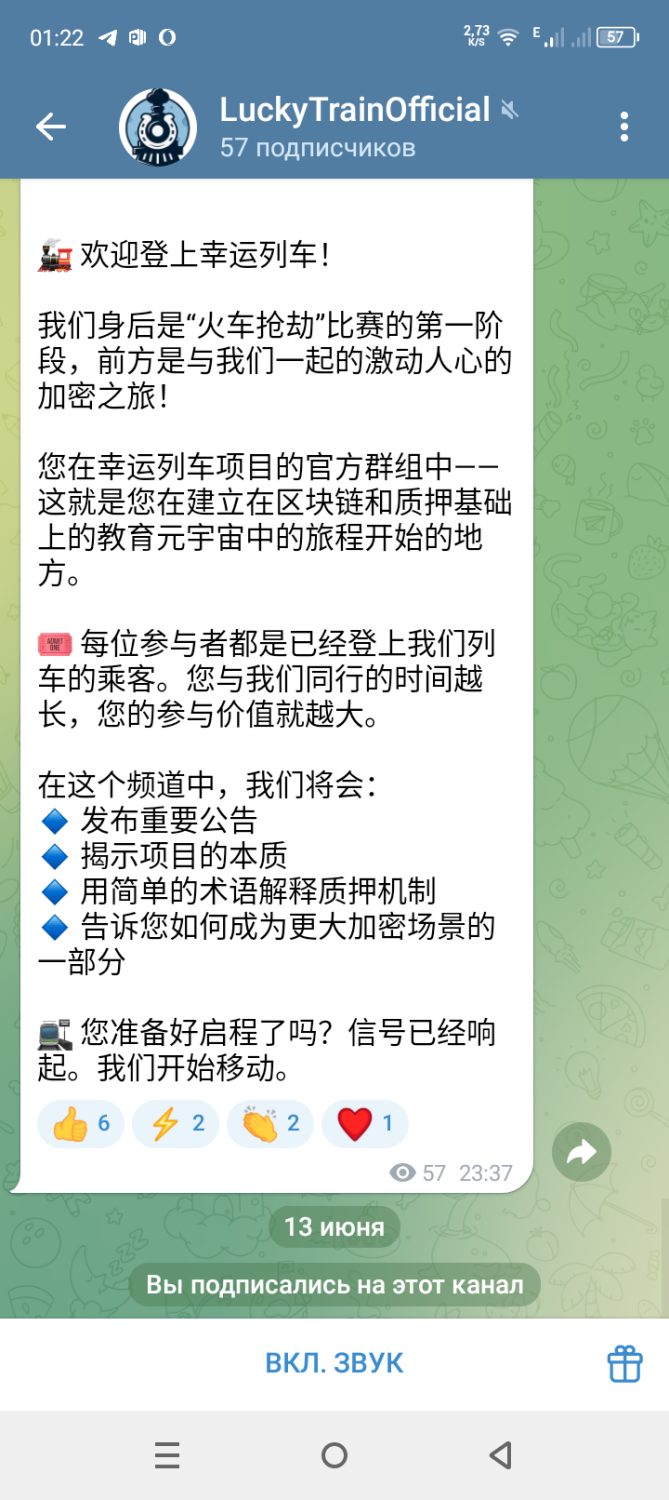 01:22
2,73
K/S
E
57
LuckyTrainOfficial
57 подписчиков
🚂 欢迎登上幸运列车！
我们身后是“火车抢劫”比赛的第一阶
段，前方是与我们一起的激动人心的
加密之旅！
您在幸运列车项目的官方群组中——
这就是您在建立在区块链和质押基础
上的教育元宇宙中的旅程开始的地
方。
🎟 每位参与者都是已经登上我们列
车的乘客。您与我们同行的时间越
长，您的参与价值就越大。
在这个频道中，我们将会：
🔹 发布重要公告
🔹 揭示项目的本质
🔹 用简单的术语解释质押机制
🔹 告诉您如何成为更大加密场景的
一部分
🚉 您准备好启程了吗？信号已经响
起。我们开始移动。
👍 6 ⚡ 2 👏 2 ❤ 1
57 23:37
13 июня
Вы подписались на этот канал
ВКЛ. ЗВУК